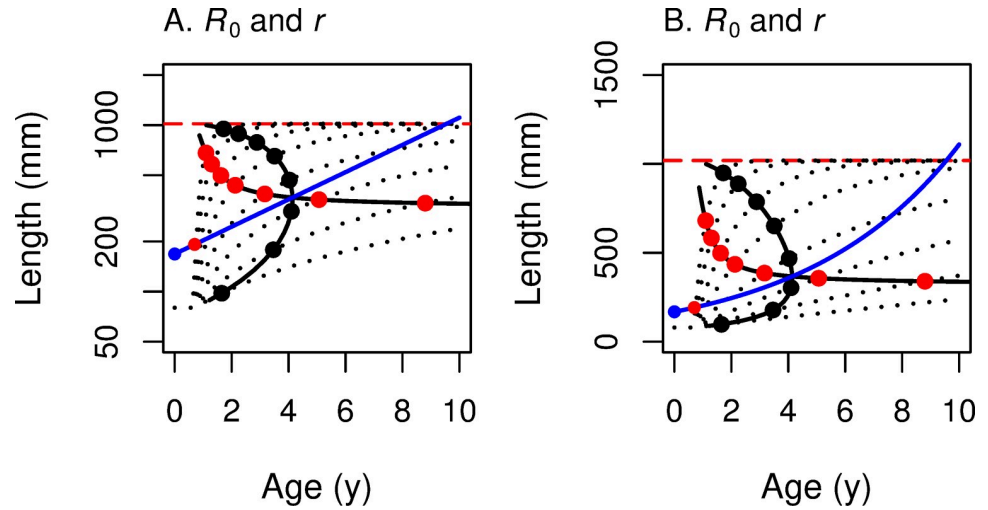 A. R₀ and r
Length (mm)
1000
200
50
0 2 4 6 8 10
Age (y)
B. R₀ and r
Length (mm)
1500
500
0
0 2 4 6 8 10
Age (y)